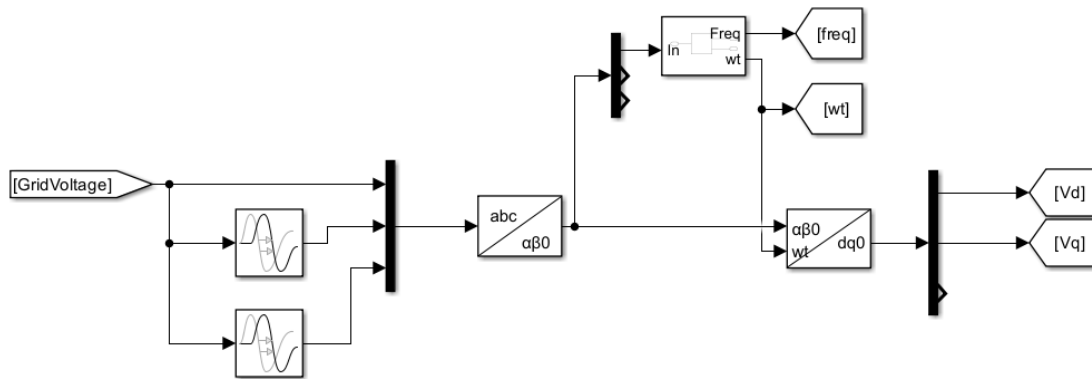 Freq
[freq]
In
wt
[wt]
[GridVoltage]
abc
αβ0
αβ0
wt
dq0
[Vd]
[Vq]